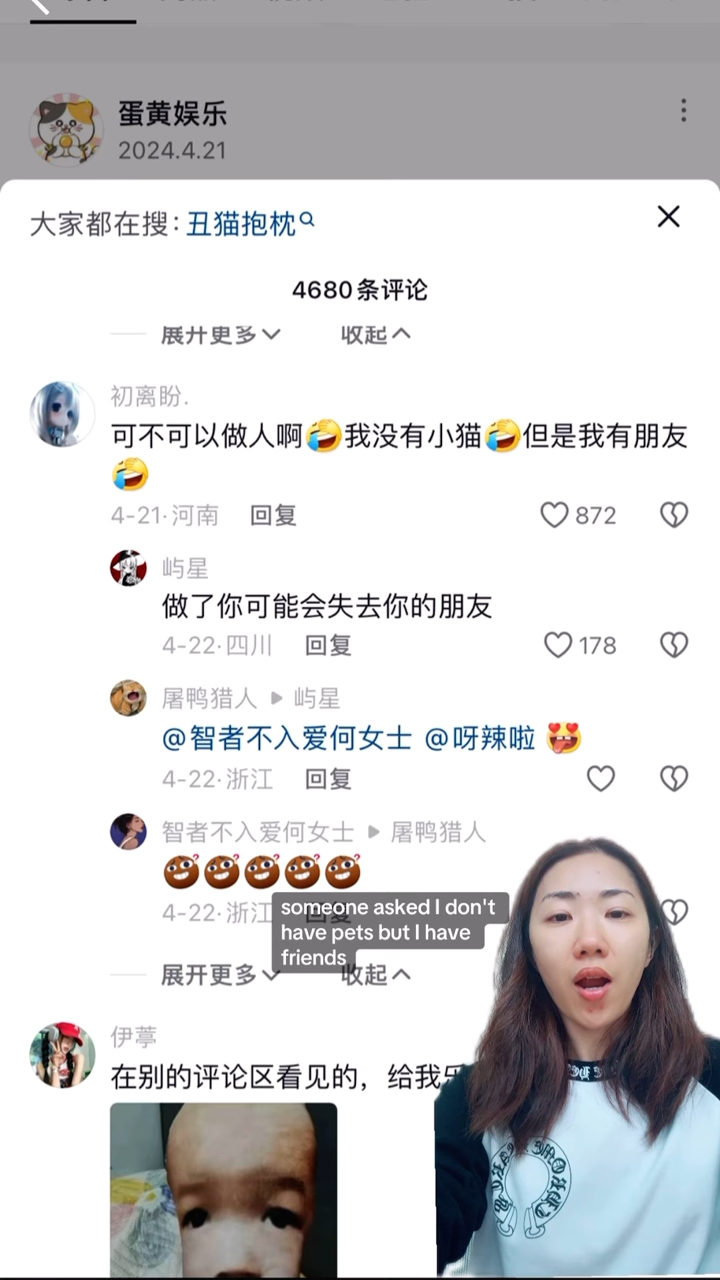 蛋黄娱乐
2024.4.21
大家都在搜:丑猫抱枕
4680条评论
展开更多 收起
初离盼.
可不可以做人啊🤣我没有小猫🤣但是我有朋友
🤣
4-21·河南 回复 872
屿星
做了你可能会失去你的朋友
4-22·四川 回复 178
屠鸭猎人 ▶ 屿星
@智者不入爱何女士 @呀辣啦
4-22·浙江 回复
智者不入爱何女士 ▶ 屠鸭猎人
4-22·浙江 回复
someone asked I don't
have pets but I have
friends
展开更多 收起
伊葶
在别的评论区看见的，给我